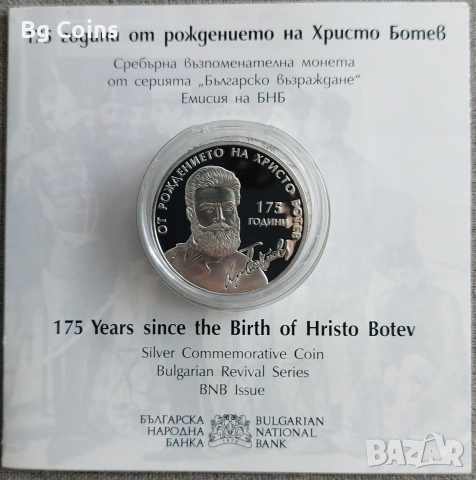 Bg Coins
175 години от рождението на Христо Ботев
Сребърна възпоменателна монета
от серията „Българско възраждане“
Емисия на БНБ
ОТ РОЖДЕНИЕТО НА ХРИСТО БОТЕВ
175
ГОДИНИ
175 Years since the Birth of Hristo Botev
Silver Commemorative Coin
Bulgarian Revival Series
BNB Issue
БЪЛГАРСКА
НАРОДНА
БАНКА
BULGARIAN
NATIONAL
BANK
BAZAR